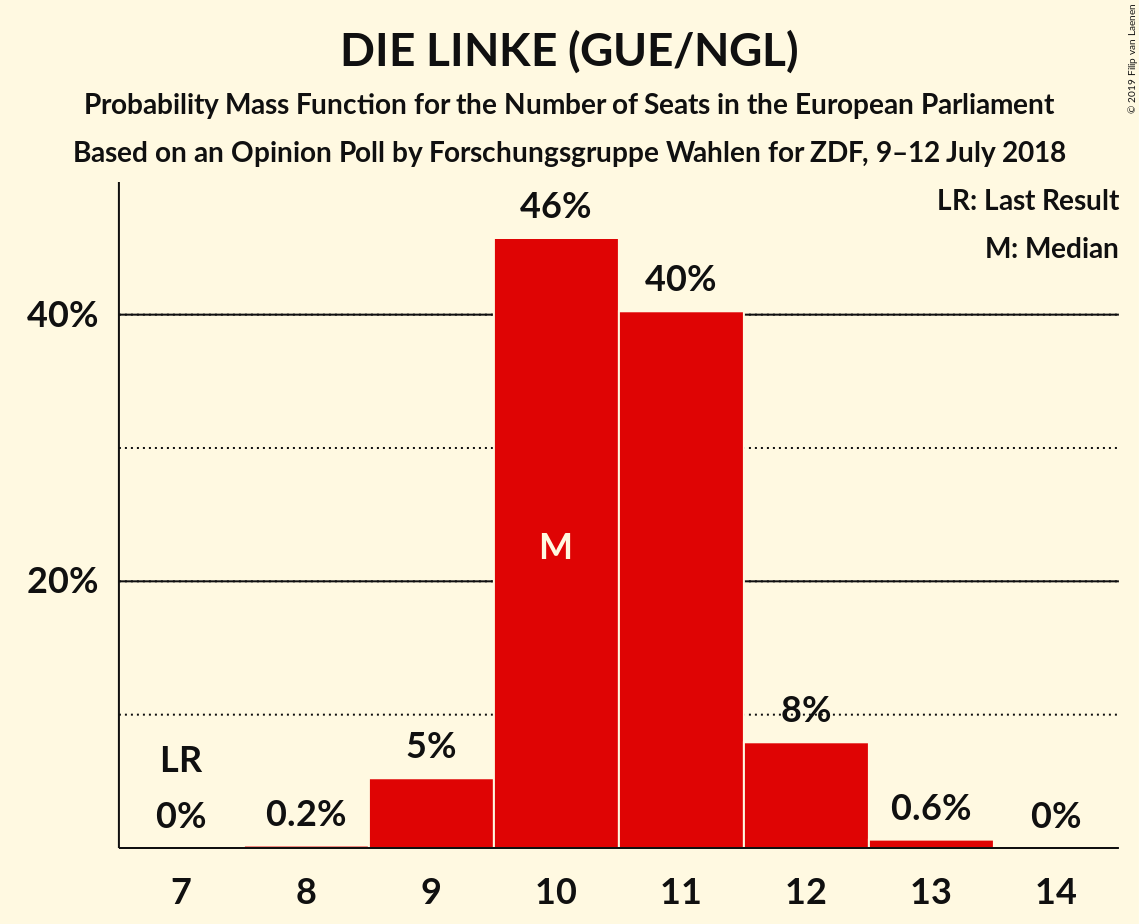 DIE LINKE (GUE/NGL)
Probability Mass Function for the Number of Seats in the European Parliament
Based on an Opinion Poll by Forschungsgruppe Wahlen for ZDF, 9–12 July 2018
© 2019 Filip van Laenen
LR: Last Result
M: Median
46%
40%
40%
M
20%
8%
5%
LR
0%
0.2%
0.6%
0%
7 8 9 10 11 12 13 14